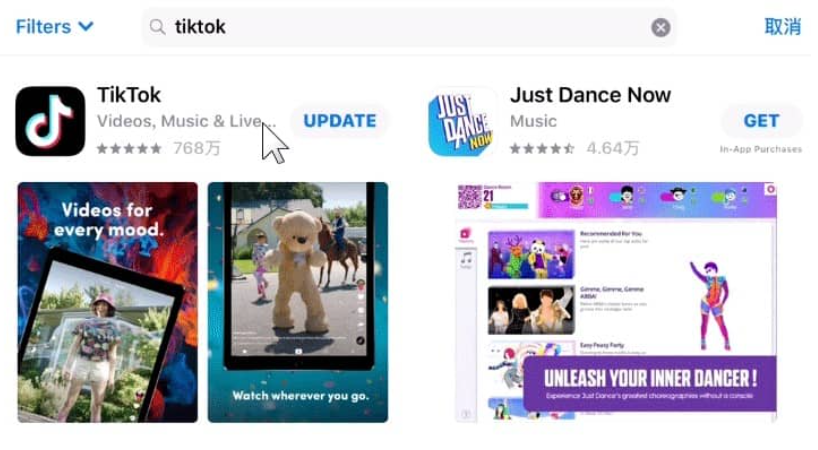 Filters
tiktok
取消
TikTok
Videos, Music & Live...
UPDATE
768万
Just Dance Now
Music
GET
4.64万
In-App Purchases
Videos for
every mood.
Watch wherever you go.
JUST
DANCE
NOW
21
Recommended For You
Gimme, Gimme, Gimme
ABBA!
Easy Peasy Party
UNLEASH YOUR INNER DANCER !
Experience Just Dance's greatest choreographies without a console